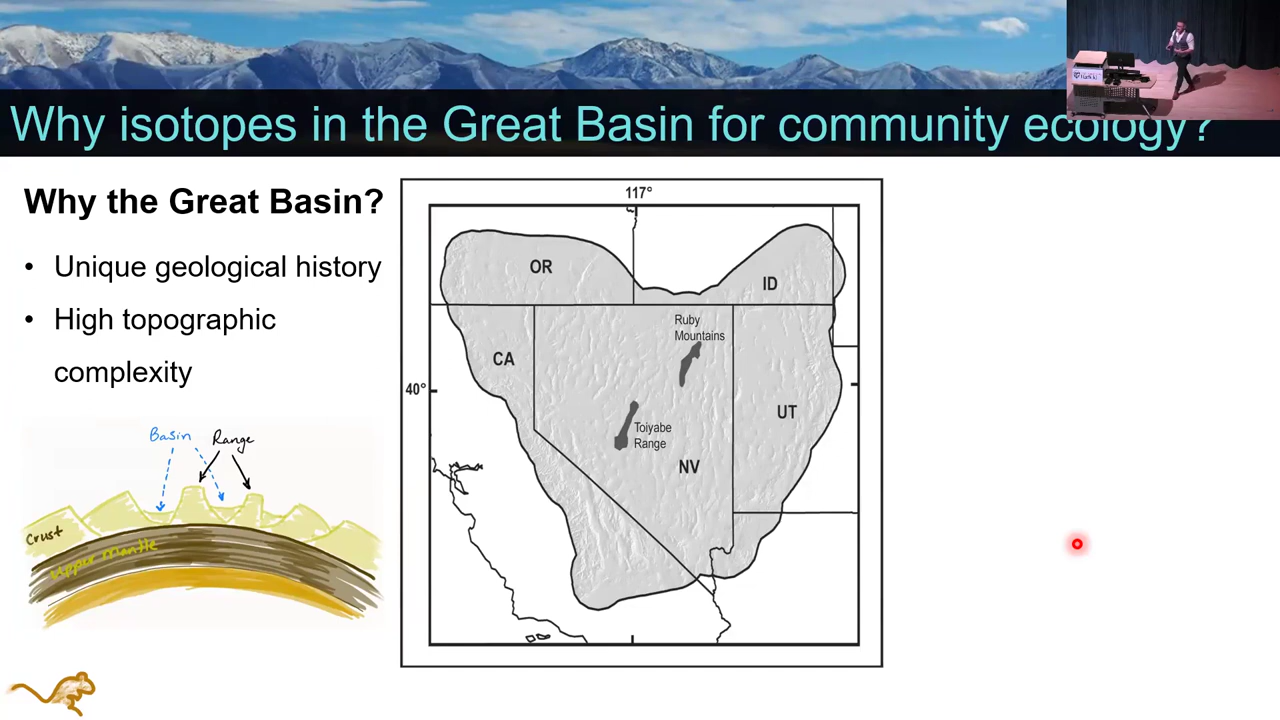 Why isotopes in the Great Basin for community ecology?
Why the Great Basin?
• Unique geological history
• High topographic
complexity
Basin
Range
Crust
Upper Mantle
117°
OR
ID
Ruby
Mountains
CA
40°
UT
Toiyabe
Range
NV